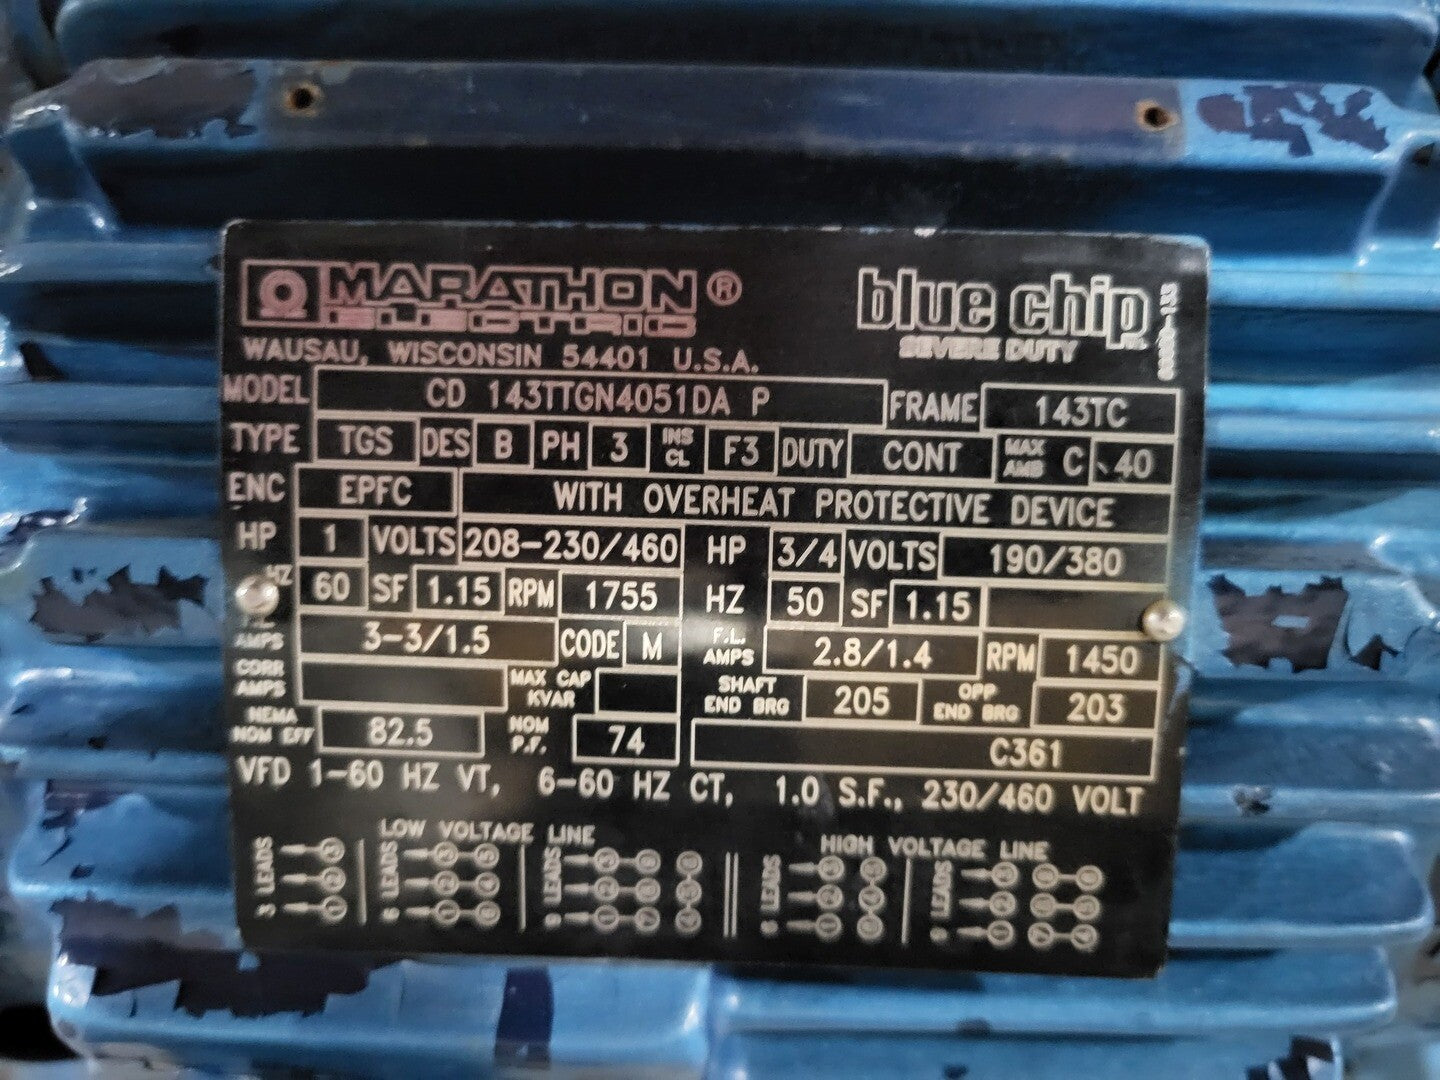 MARATHON ®
ELECTRIC
blue chip
SEVERE DUTY
WAUSAU, WISCONSIN 54401 U.S.A.
MODEL CD 143TTGN4051DA P FRAME 143TC
TYPE TGS DES B PH 3 INS CL F3 DUTY CONT MAX AMB C 40
ENC EPFC WITH OVERHEAT PROTECTIVE DEVICE
HP 1 VOLTS 208-230/460 HP 3/4 VOLTS 190/380
HZ 60 SF 1.15 RPM 1755 HZ 50 SF 1.15
AMPS 3-3/1.5 CODE M F.L. AMPS 2.8/1.4 RPM 1450
CORR AMPS MAX CAP KVAR SHAFT END BRG 205 OPP END BRG 203
NEMA NOM EFF 82.5 NOM P.F. 74 C361
VFD 1-60 HZ VT, 6-60 HZ CT, 1.0 S.F., 230/460 VOLT
LOW VOLTAGE LINE HIGH VOLTAGE LINE
3 LEADS 6 LEADS 9 LEADS 6 LEADS 9 LEADS